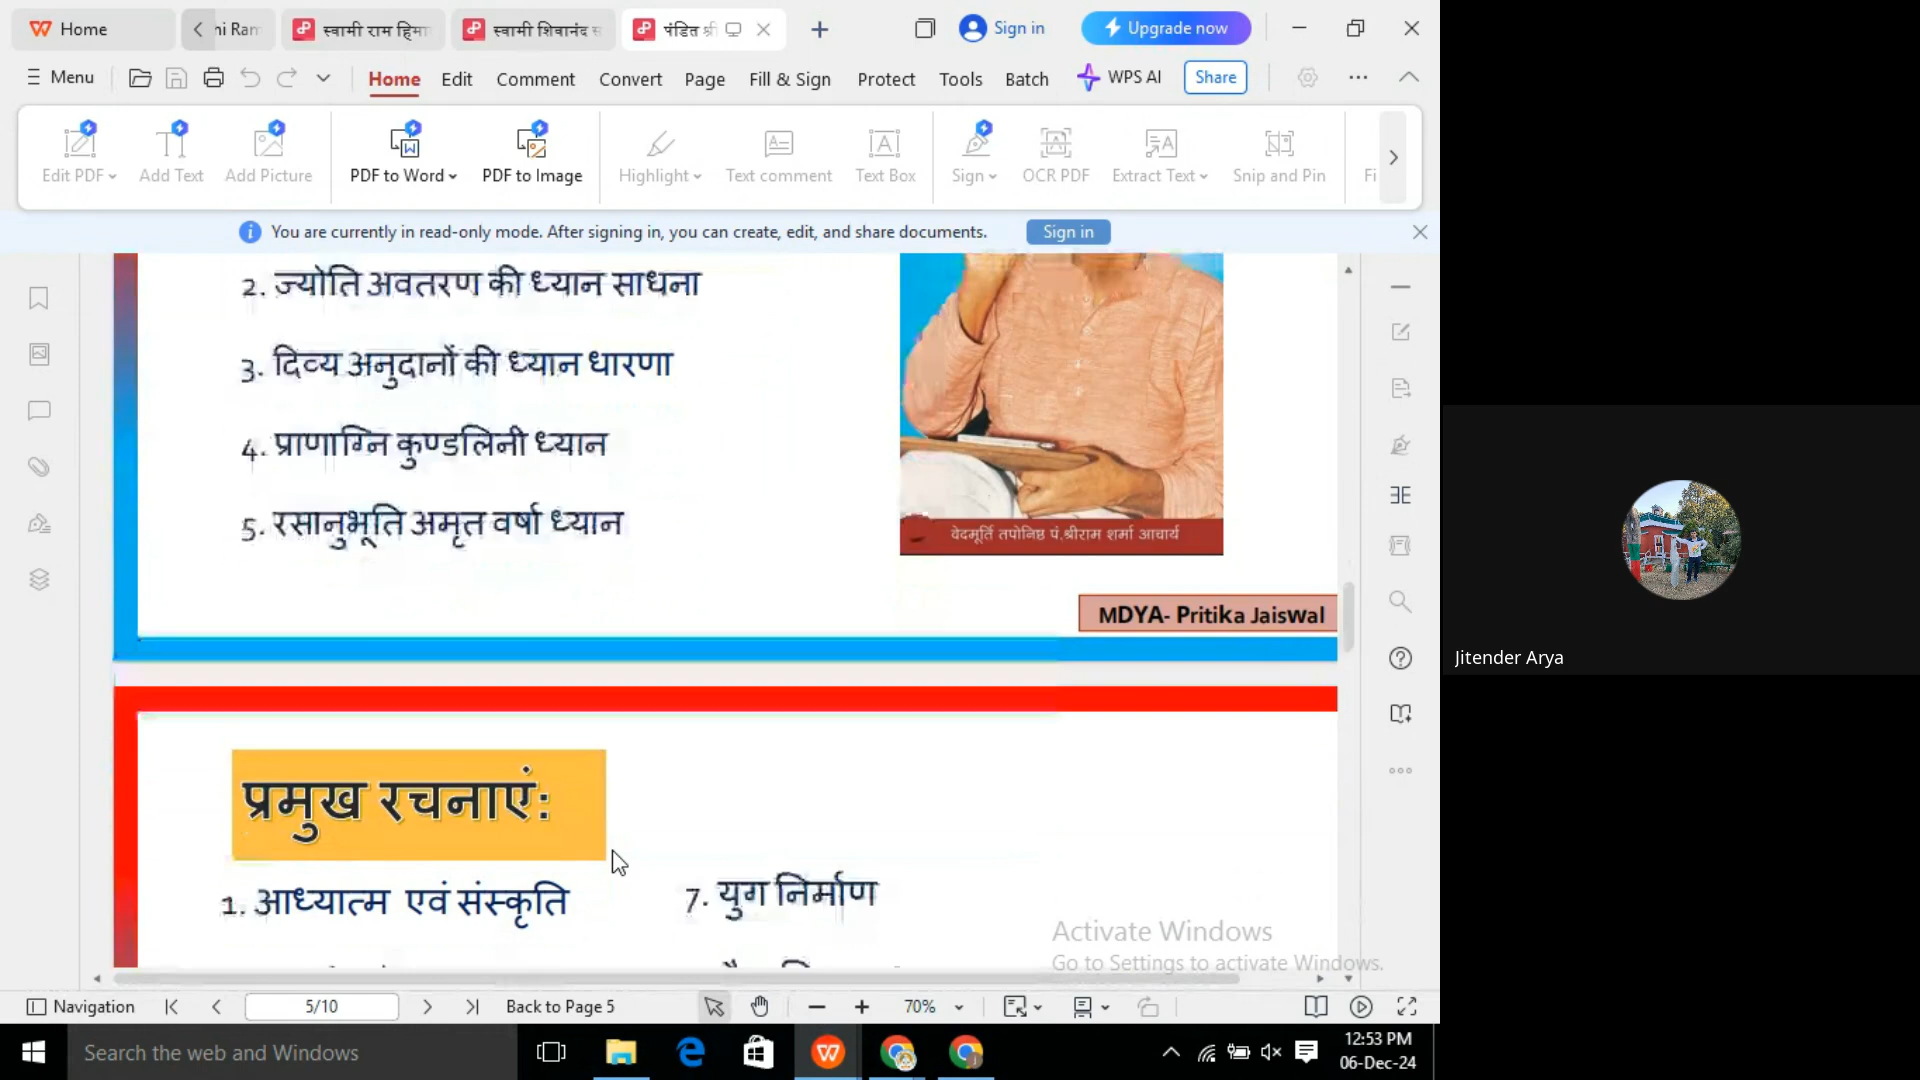 Home
ni Ram
स्वामी राम हिमा
स्वामी शिवानंद स
पंडित श्री
Sign in
Upgrade now
Menu
Home
Edit
Comment
Convert
Page
Fill & Sign
Protect
Tools
Batch
WPS AI
Share
Edit PDF
Add Text
Add Picture
PDF to Word
PDF to Image
Highlight
Text comment
Text Box
Sign
OCR PDF
Extract Text
Snip and Pin
Fi
You are currently in read-only mode. After signing in, you can create, edit, and share documents.
Sign in
2. ज्योति अवतरण की ध्यान साधना
3. दिव्य अनुदानों की ध्यान धारणा
4. प्राणाग्नि कुण्डलिनी ध्यान
5. रसानुभूति अमृत वर्षा ध्यान
वेदमूर्ति तपोनिष्ठ पं.श्रीराम शर्मा आचार्य
MDYA- Pritika Jaiswal
प्रमुख रचनाएं:
1. आध्यात्म एवं संस्कृति
7. युग निर्माण
Activate Windows
Go to Settings to activate Windows.
Navigation
5/10
Back to Page 5
70%
Search the web and Windows
12:53 PM
06-Dec-24
Jitender Arya